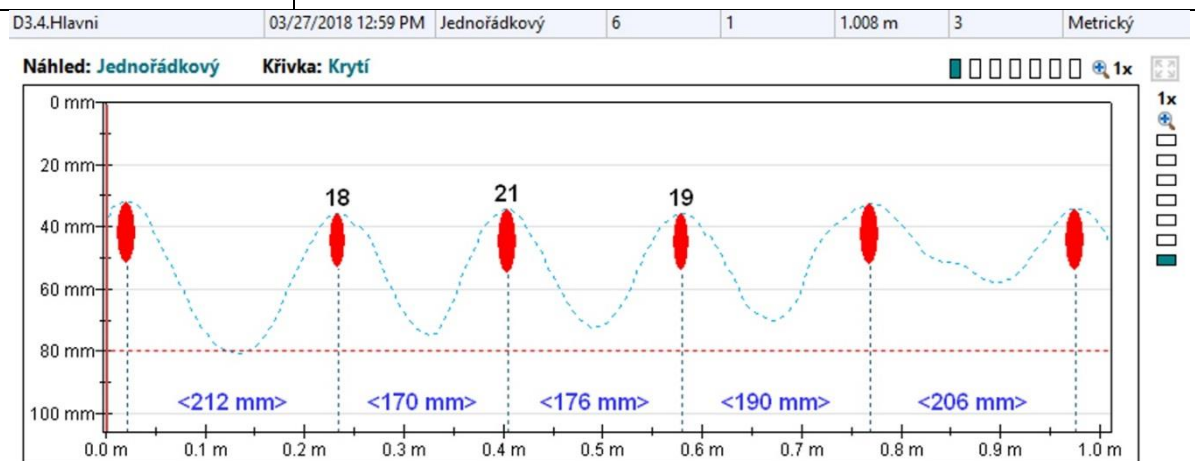 D3.4.Hlavni 03/27/2018 12:59 PM Jednořádkový 6 1 1.008 m 3 Metrický
Náhled: Jednořádkový Křivka: Krytí 1x
1x
0 mm
20 mm
18 21 19
40 mm
60 mm
80 mm
<212 mm> <170 mm> <176 mm> <190 mm> <206 mm>
100 mm
0.0 m 0.1 m 0.2 m 0.3 m 0.4 m 0.5 m 0.6 m 0.7 m 0.8 m 0.9 m 1.0 m